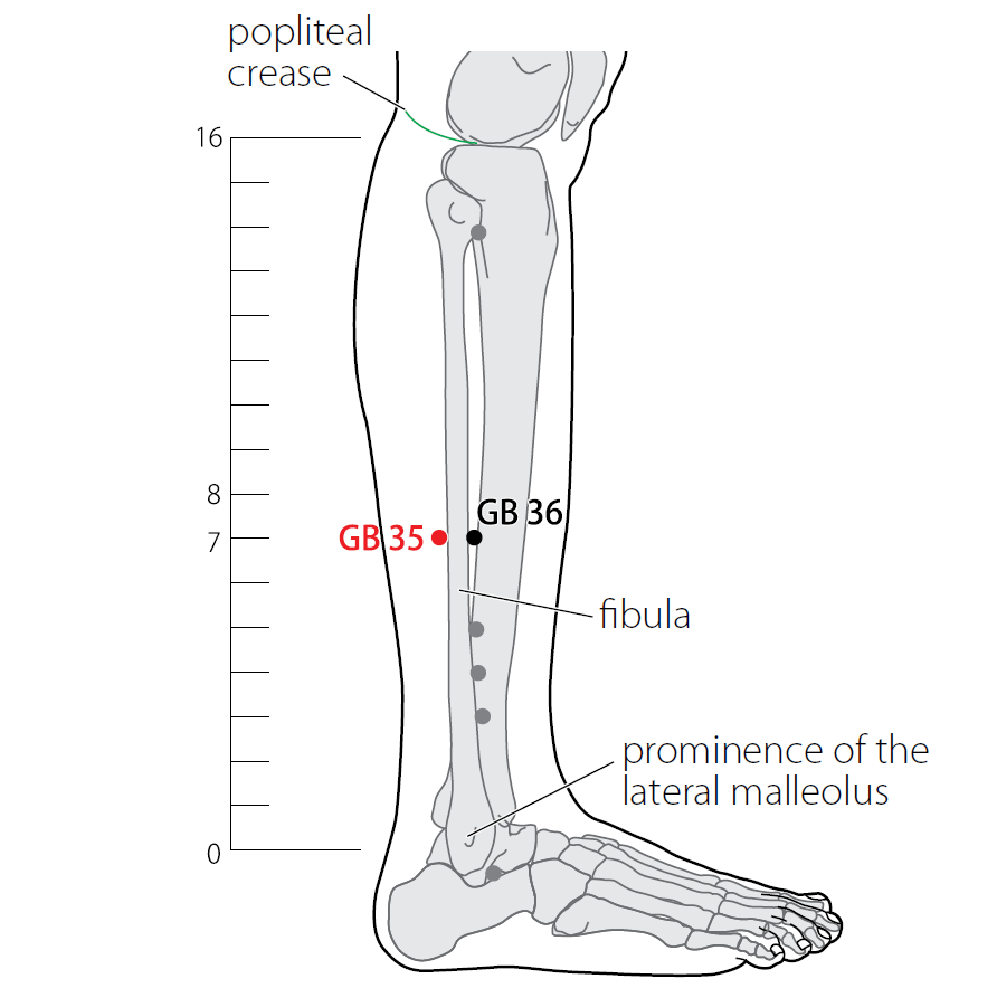 popliteal
crease
16
8
GB 36
7
GB 35
fibula
prominence of the
lateral malleolus
0